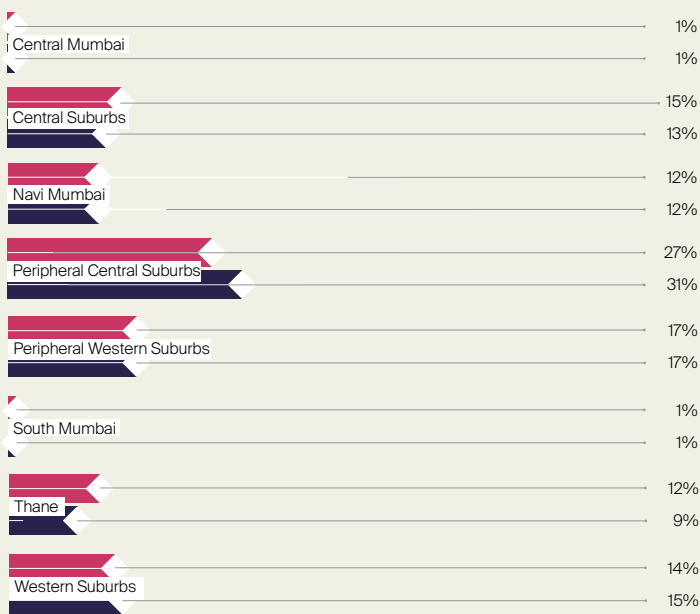 1%
Central Mumbai
1%
15%
Central Suburbs
13%
12%
Navi Mumbai
12%
27%
Peripheral Central Suburbs
31%
17%
Peripheral Western Suburbs
17%
1%
South Mumbai
1%
12%
Thane
9%
14%
Western Suburbs
15%